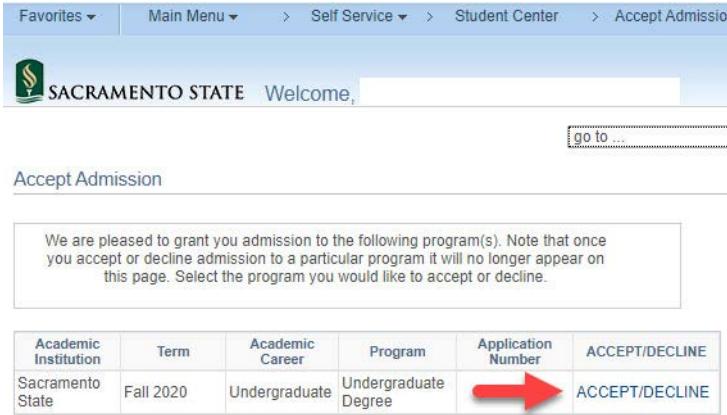 Favorites Main Menu > Self Service > Student Center > Accept Admissio
SACRAMENTO STATE Welcome,
go to ...
Accept Admission
We are pleased to grant you admission to the following program(s). Note that once
you accept or decline admission to a particular program it will no longer appear on
this page. Select the program you would like to accept or decline.
Academic Institution Term Academic Career Program Application Number ACCEPT/DECLINE
Sacramento State Fall 2020 Undergraduate Undergraduate Degree ACCEPT/DECLINE